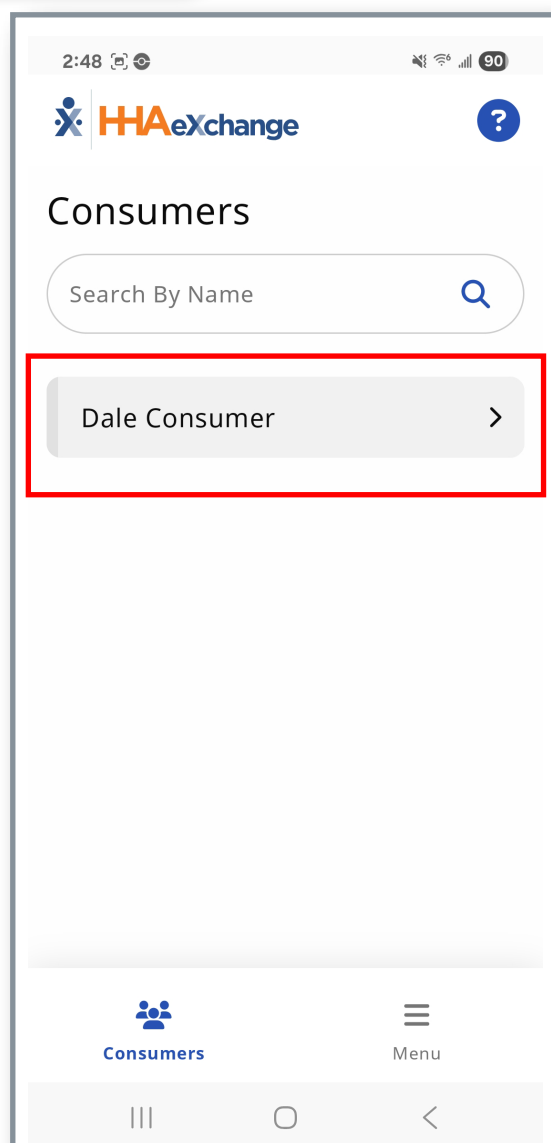 2:48 90
HHAeXchange ?
Consumers
Search By Name
Dale Consumer
Consumers Menu